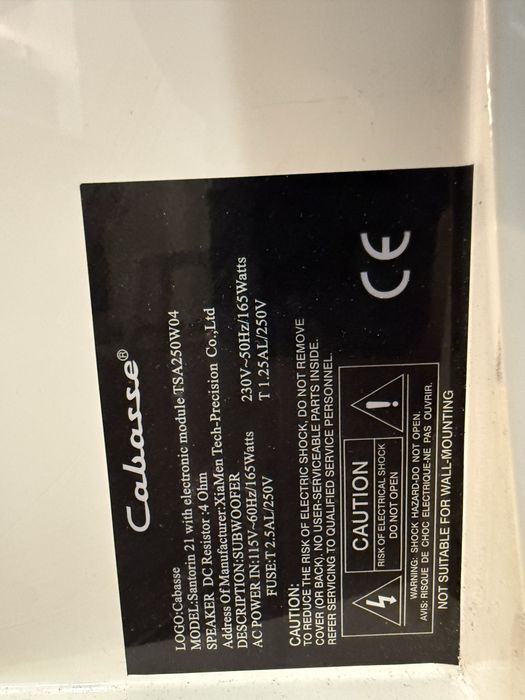 Cabasse®
LOGO:Cabasse
MODEL:Santorin 21 with electronic module TSA250W04
SPEAKER DC Resistor :4 Ohm
Address Of Manufacturer:XiaMen Tech-Precision Co.,Ltd
DESCRIPTION:SUBWOOFER
AC POWER IN:115V~60Hz/165Watts 230V~50Hz/165Watts
FUSE:T 2.5AL/250V T 1.25AL/250V
CAUTION:
TO REDUCE THE RISK OF ELECTRIC SHOCK, DO NOT REMOVE
COVER (OR BACK). NO USER-SERVICEABLE PARTS INSIDE.
REFER SERVICING TO QUALIFIED SERVICE PERSONNEL.
CAUTION
RISK OF ELECTRICAL SHOCK
DO NOT OPEN
WARNING: SHOCK HAZARD-DO NOT OPEN.
AVIS: RISQUE DE CHOC ELECTRIQUE-NE PAS OUVRIR.
NOT SUITABLE FOR WALL-MOUNTING
CE